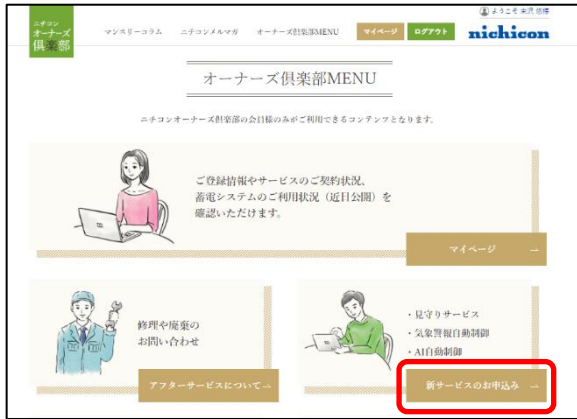 ようこそ 末次 悠様
ニチコン
オーナーズ
倶楽部
マンスリーコラム ニチコンメルマガ オーナーズ倶楽部MENU マイページ ログアウト nichicon
オーナーズ倶楽部MENU
ニチコンオーナーズ倶楽部の会員様のみがご利用できるコンテンツとなります。
ご登録情報やサービスのご契約状況、
蓄電システムのご利用状況（近日公開）を
確認いただけます。
マイページ →
修理や廃棄の
お問い合わせ
アフターサービスについて→
・見守りサービス
・気象警報自動制御
・AI自動制御
新サービスのお申込み →